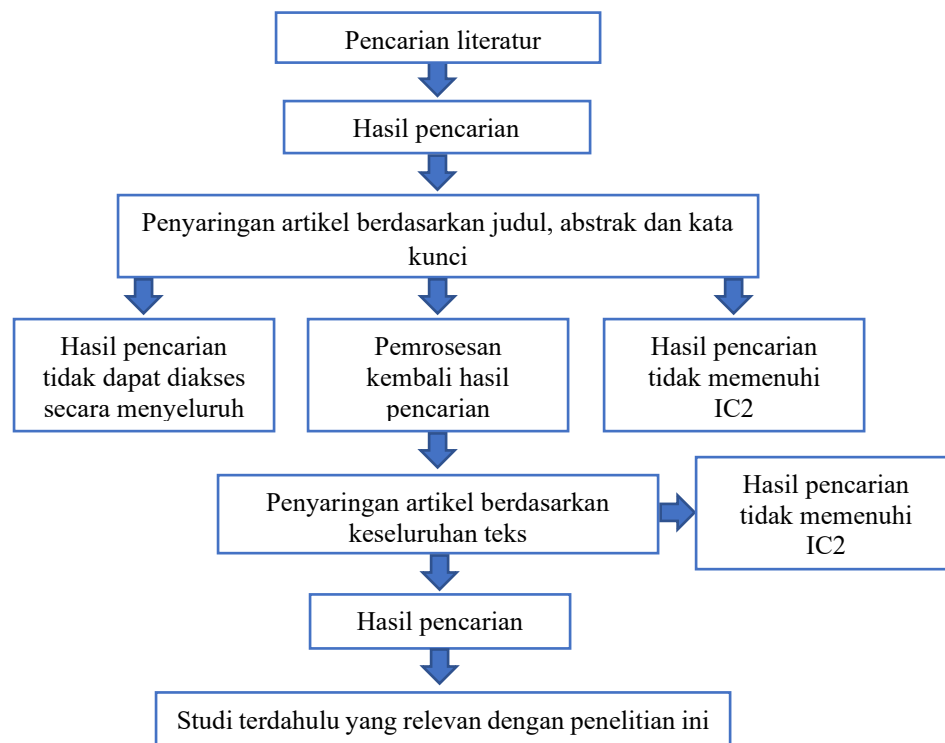 Pencarian literatur
Hasil pencarian
Penyaringan artikel berdasarkan judul, abstrak dan kata
kunci
Hasil pencarian
tidak dapat diakses
secara menyeluruh
Pemrosesan
kembali hasil
pencarian
Hasil pencarian
tidak memenuhi
IC2
Penyaringan artikel berdasarkan
keseluruhan teks
Hasil pencarian
tidak memenuhi
IC2
Hasil pencarian
Studi terdahulu yang relevan dengan penelitian ini